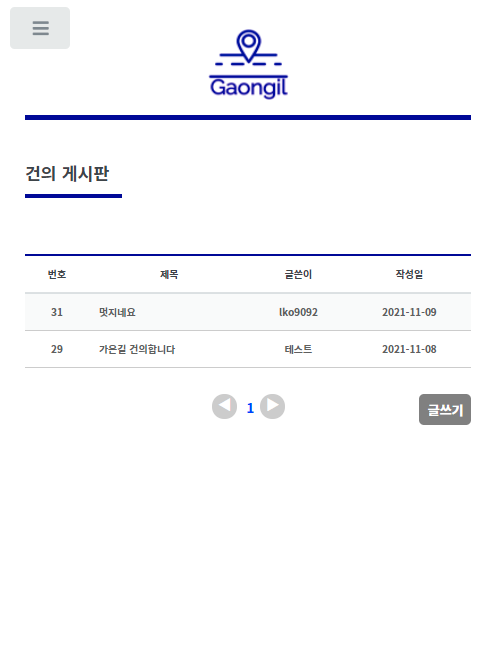 Gaongil
건의 게시판
번호 제목 글쓴이 작성일
31 멋지네요 lko9092 2021-11-09
29 가온길 건의합니다 테스트 2021-11-08
1 글쓰기